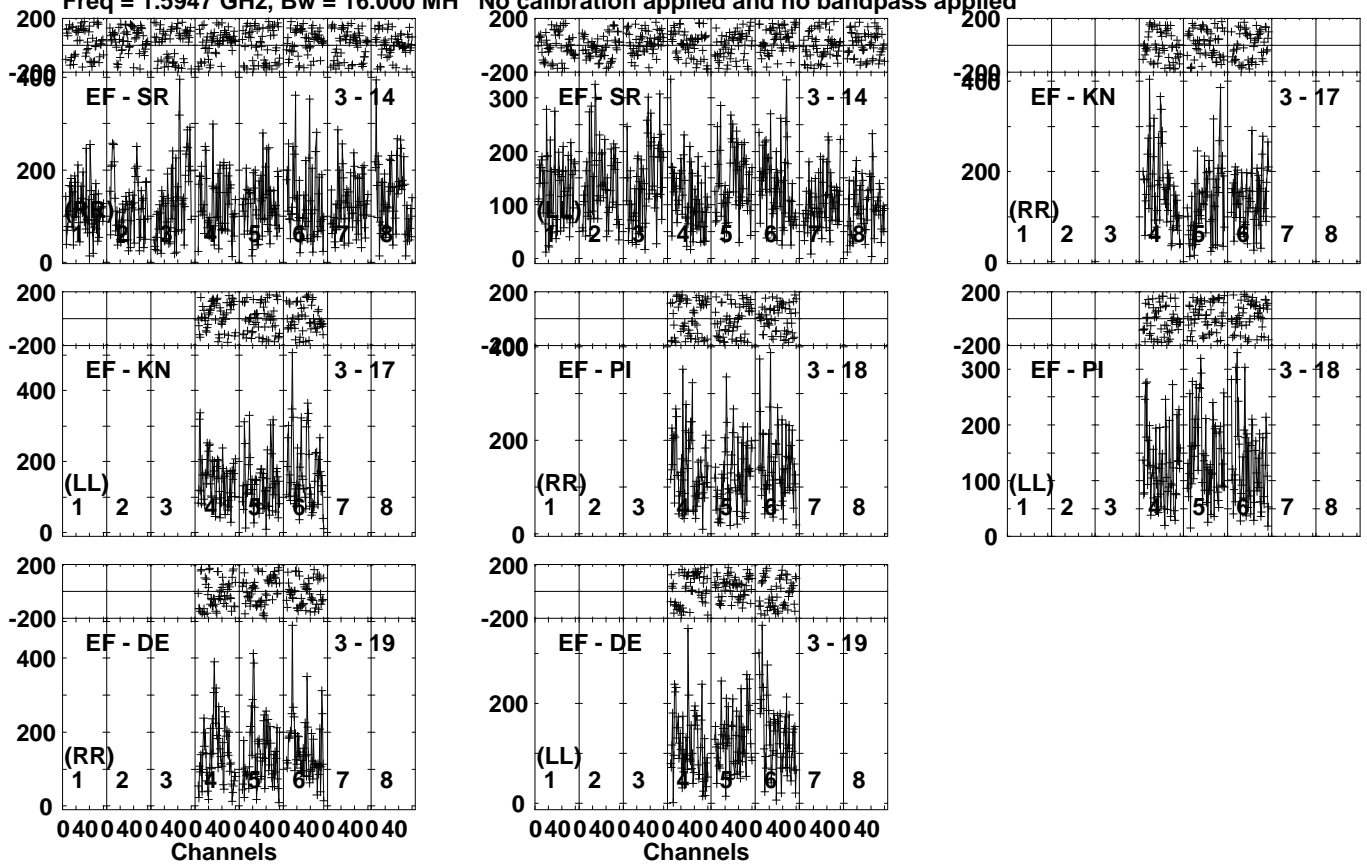 Freq = 1.5947 GHz, Bw = 16.000 MH No calibration applied and no bandpass applied
200
-200
400
200
0
EF - SR 3 - 14
(RR)
1 2 3 4 5 6 7 8
200
-200
300
200
100
0
EF - SR 3 - 14
(LL)
1 2 3 4 5 6 7 8
200
-200
400
200
0
EF - KN 3 - 17
(RR)
1 2 3 4 5 6 7 8
200
-200
400
200
0
EF - KN 3 - 17
(LL)
1 2 3 4 5 6 7 8
200
-200
400
200
0
EF - PI 3 - 18
(RR)
1 2 3 4 5 6 7 8
200
-200
300
200
100
0
EF - PI 3 - 18
(LL)
1 2 3 4 5 6 7 8
200
-200
400
200
0
EF - DE 3 - 19
(RR)
1 2 3 4 5 6 7 8
0 40 0 40 0 40 0 40 0 40 0 40 0 40 0 40
Channels
200
-200
200
0
EF - DE 3 - 19
(LL)
1 2 3 4 5 6 7 8
0 40 0 40 0 40 0 40 0 40 0 40 0 40 0 40
Channels